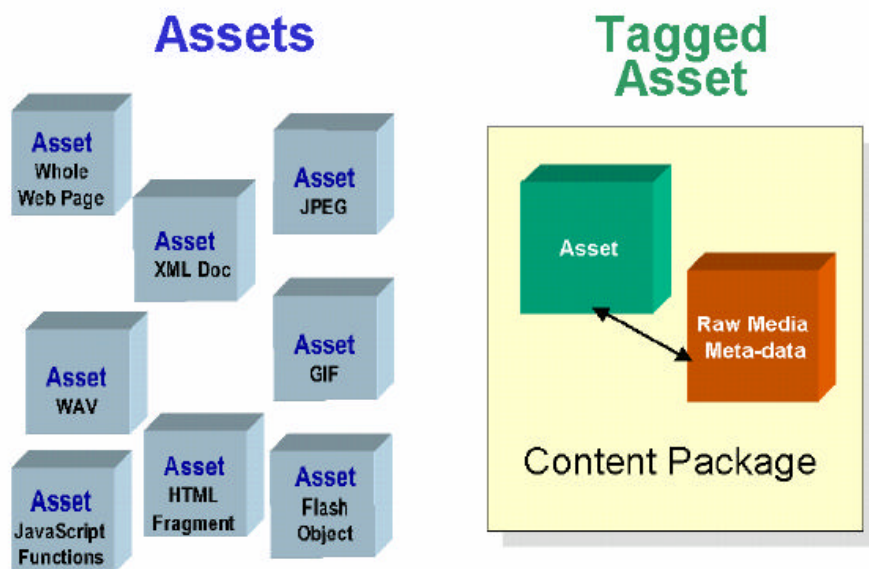 Assets
Asset
Whole
Web Page
Asset
JPEG
Asset
XML Doc
Asset
WAV
Asset
GIF
Asset
JavaScript
Functions
Asset
HTML
Fragment
Asset
Flash
Object
Tagged
Asset
Asset
Raw Media
Meta-data
Content Package